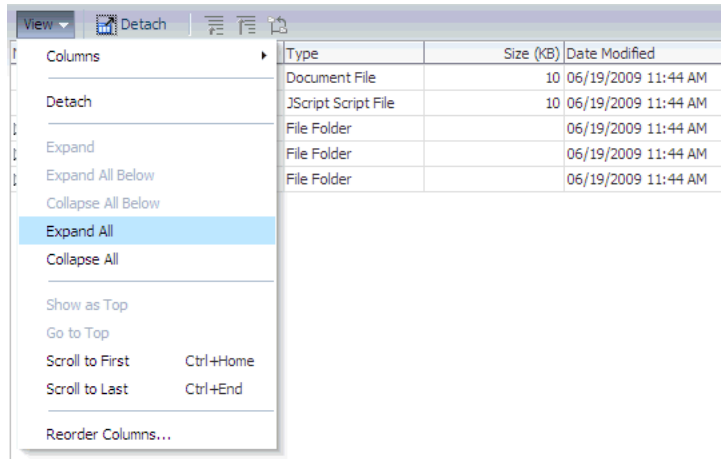 View Detach
Type Size (KB) Date Modified
Columns
Document File 10 06/19/2009 11:44 AM
Detach
JScript Script File 10 06/19/2009 11:44 AM
File Folder 06/19/2009 11:44 AM
Expand
File Folder 06/19/2009 11:44 AM
Expand All Below
File Folder 06/19/2009 11:44 AM
Collapse All Below
Expand All
Collapse All
Show as Top
Go to Top
Scroll to First Ctrl+Home
Scroll to Last Ctrl+End
Reorder Columns...